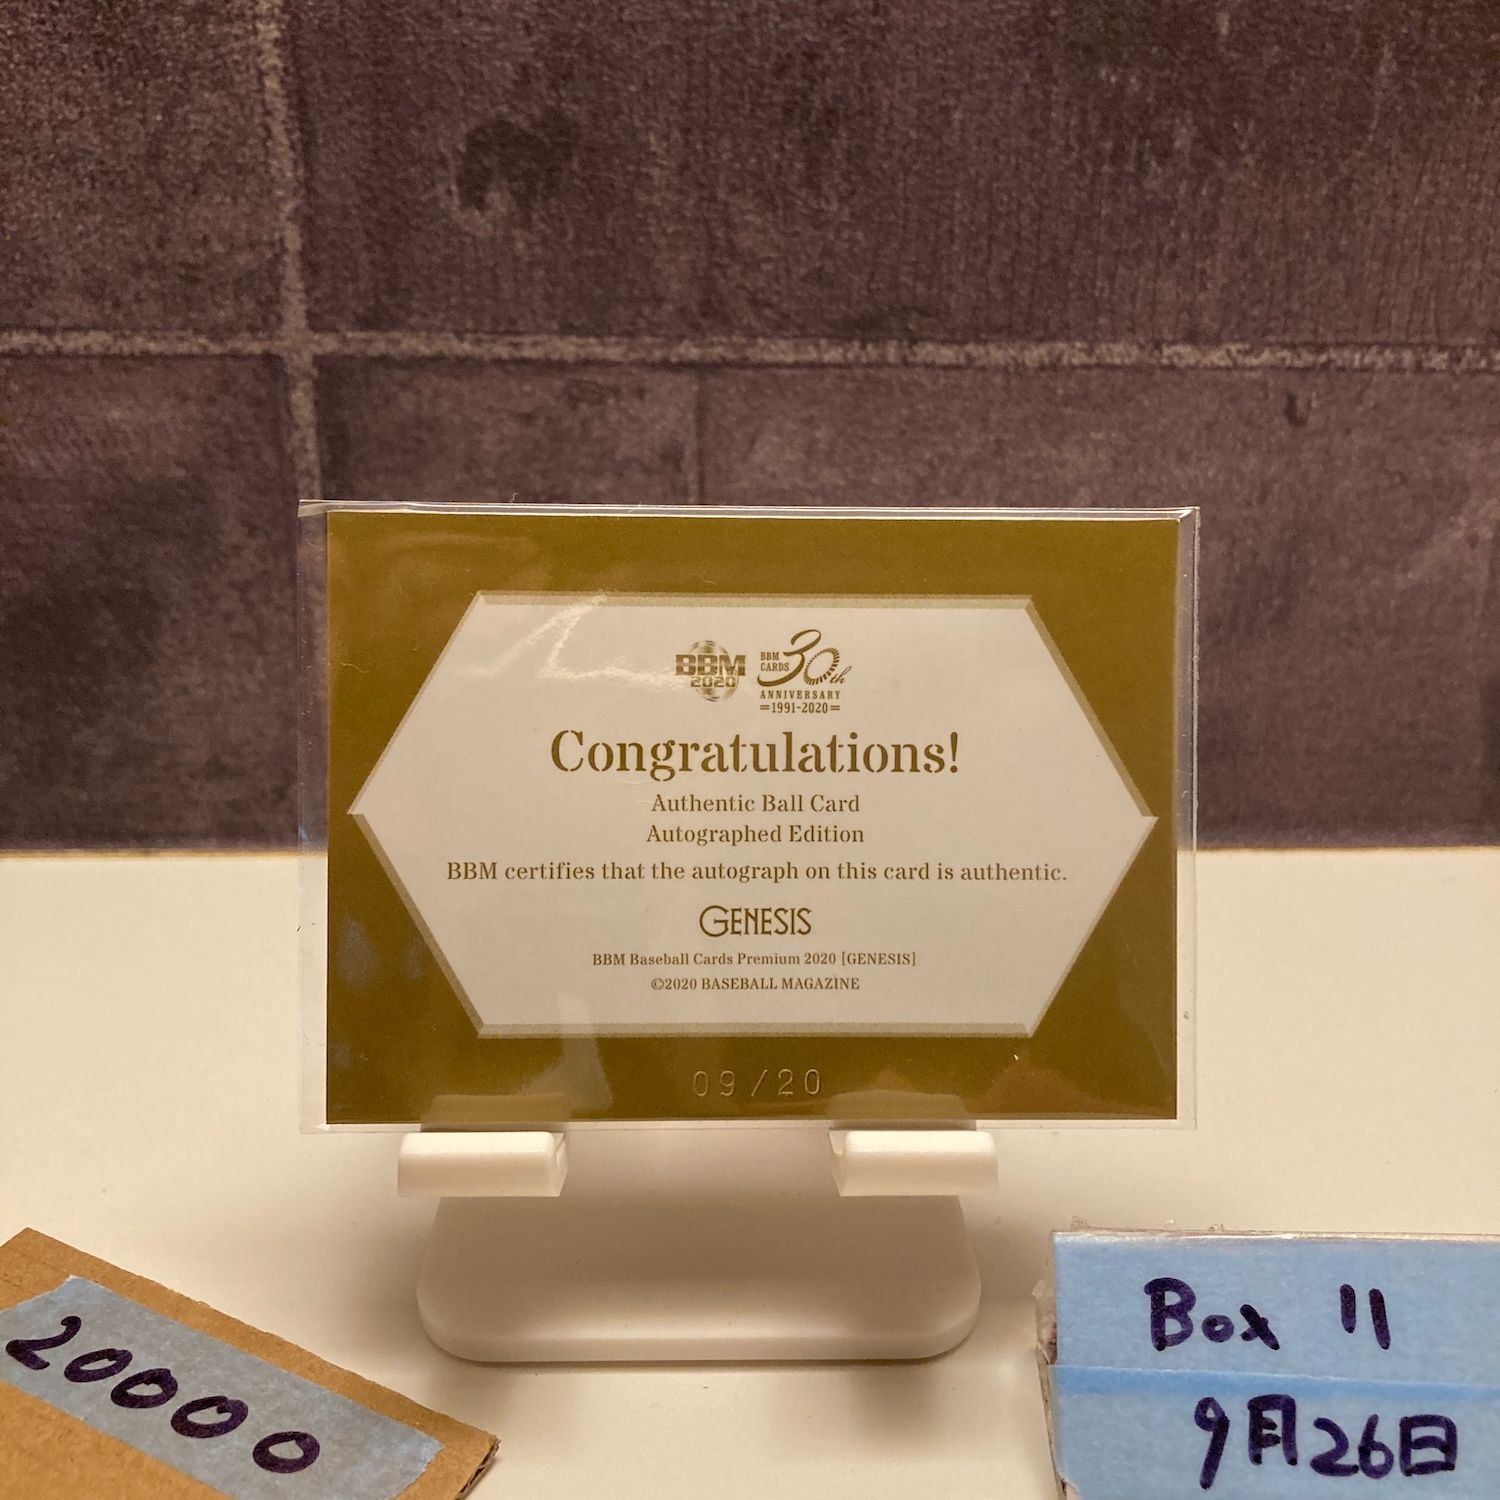 BBM
2020
BBM
CARDS
30th
ANNIVERSARY
=1991-2020=
Congratulations!
Authentic Ball Card
Autographed Edition
BBM certifies that the autograph on this card is authentic.
GENESIS
BBM Baseball Cards Premium 2020 [GENESIS]
©2020 BASEBALL MAGAZINE
09/20
20000
Box 11
9月26日